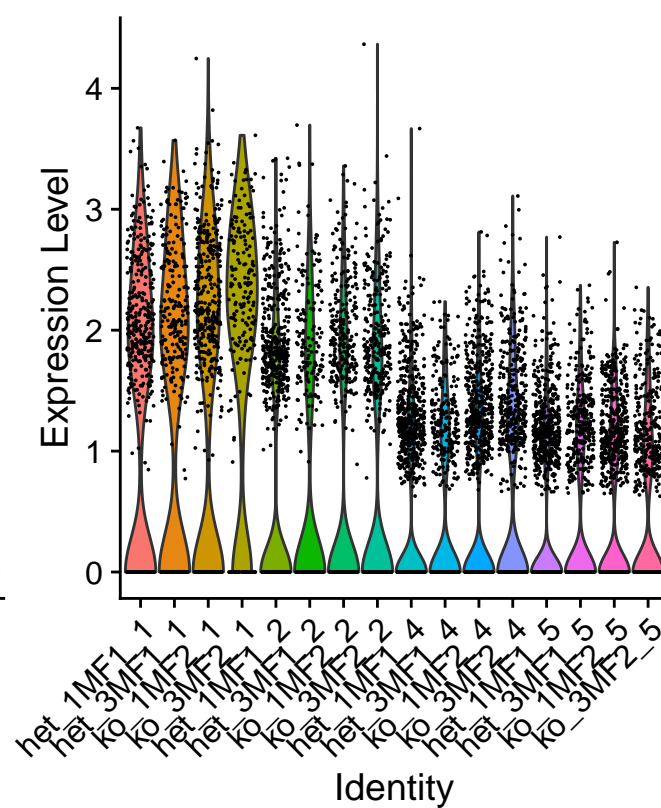 Expression Level
4
3
2
1
0
het_1MF1_1
het_3MF1_1
ko_1MF2_1
ko_3MF2_1
het_1MF1_2
het_3MF1_2
ko_1MF2_2
ko_3MF2_2
het_1MF1_4
het_3MF1_4
ko_1MF2_4
ko_3MF2_4
het_1MF1_5
het_3MF1_5
ko_1MF2_5
ko_3MF2_5
Identity